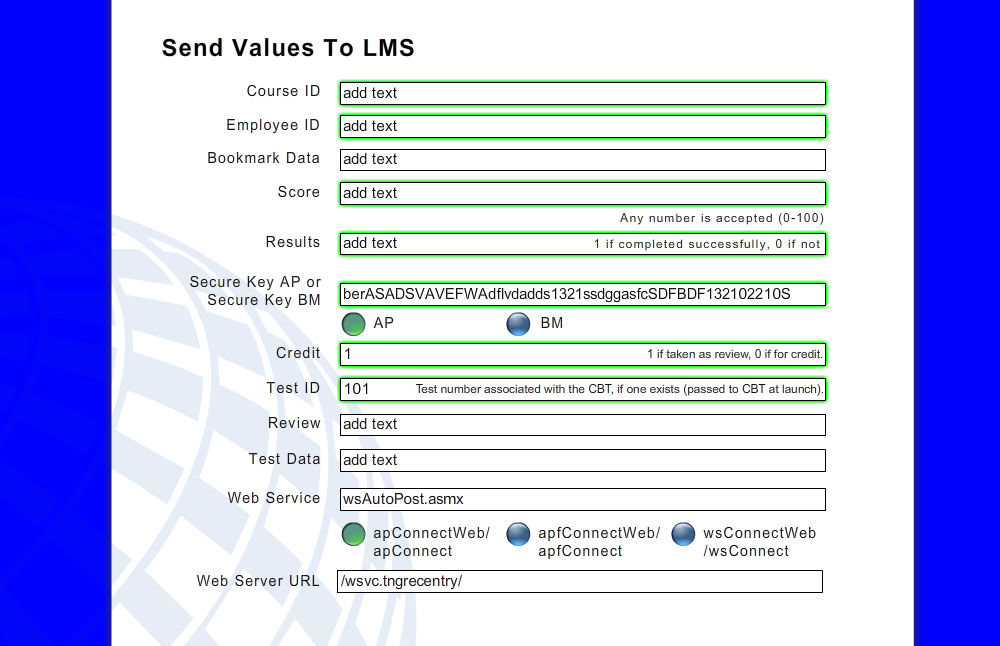 Send Values To LMS
Course ID add text
Employee ID add text
Bookmark Data add text
Score add text
Any number is accepted (0-100)
Results add text 1 if completed successfully, 0 if not
Secure Key AP or
Secure Key BM
berASADSVAVEFWAdflvdadds1321ssdggasfcSDFBDF132102210S
AP BM
Credit 1 1 if taken as review, 0 if for credit.
Test ID 101 Test number associated with the CBT, if one exists (passed to CBT at launch).
Review add text
Test Data add text
Web Service wsAutoPost.asmx
apConnectWeb/ apfConnectWeb/ wsConnectWeb
apConnect apfConnect /wsConnect
Web Server URL /wsvc.tngrecentry/